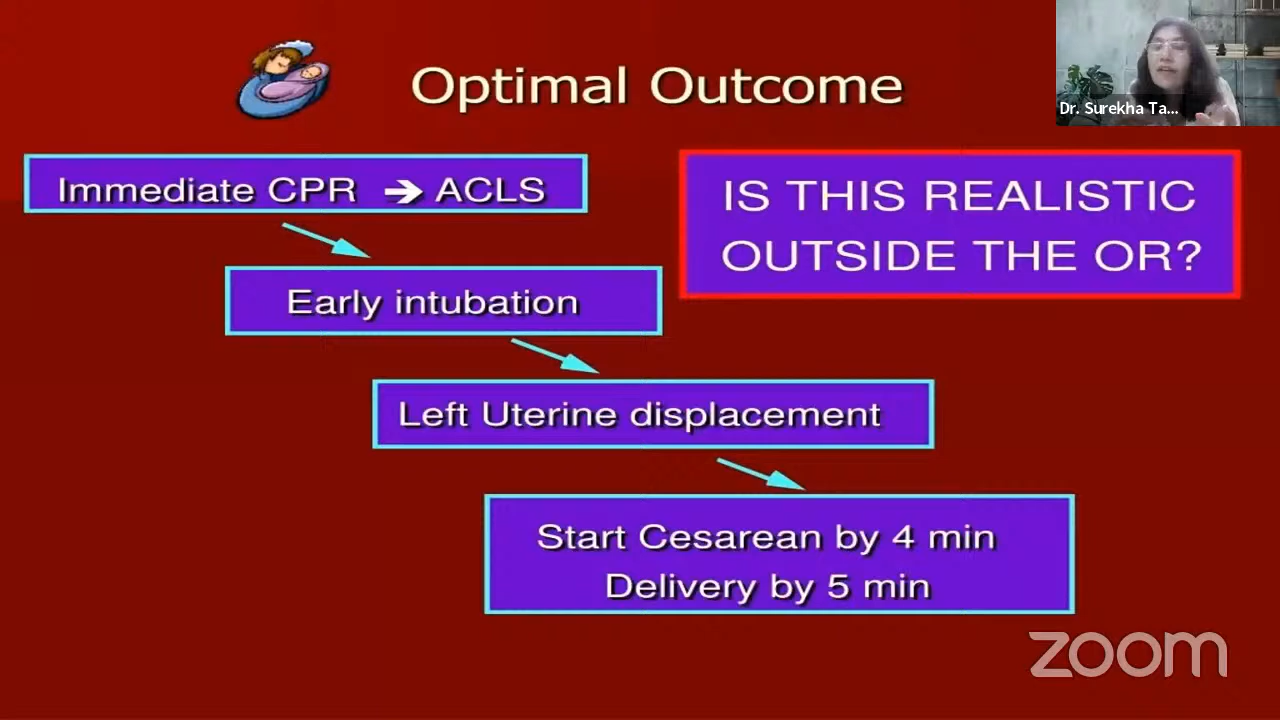 Optimal Outcome
Dr. Surekha Ta...
Immediate CPR ➔ ACLS
IS THIS REALISTIC
OUTSIDE THE OR?
Early intubation
Left Uterine displacement
Start Cesarean by 4 min
Delivery by 5 min
zoom